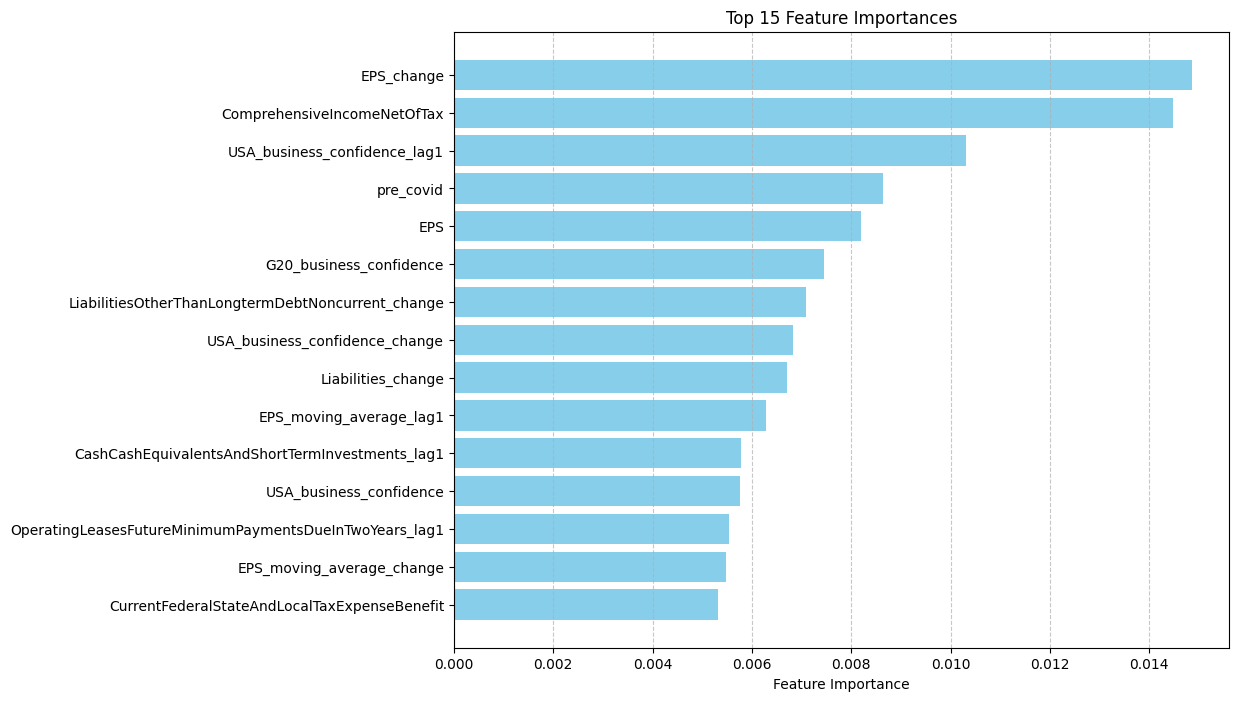 Top 15 Feature Importances
EPS_change
ComprehensiveIncomeNetOfTax
USA_business_confidence_lag1
pre_covid
EPS
G20_business_confidence
LiabilitiesOtherThanLongtermDebtNoncurrent_change
USA_business_confidence_change
Liabilities_change
EPS_moving_average_lag1
CashCashEquivalentsAndShortTermInvestments_lag1
USA_business_confidence
OperatingLeasesFutureMinimumPaymentsDueInTwoYears_lag1
EPS_moving_average_change
CurrentFederalStateAndLocalTaxExpenseBenefit
0.000 0.002 0.004 0.006 0.008 0.010 0.012 0.014
Feature Importance